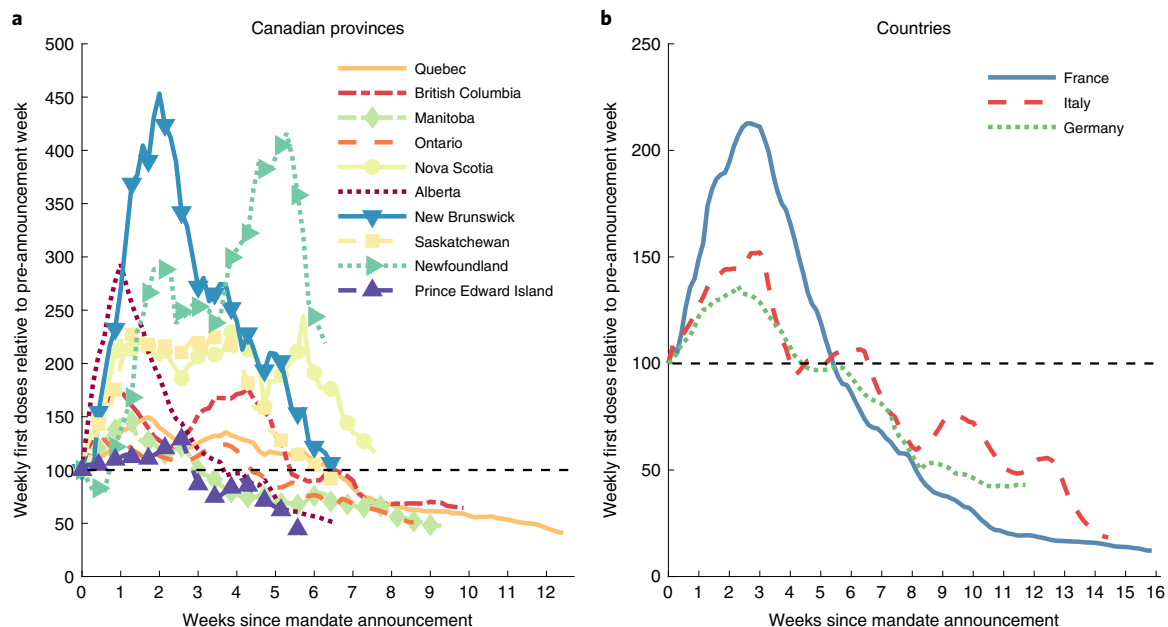 a
Canadian provinces
Weekly first doses relative to pre-announcement week
500
450
400
350
300
250
200
150
100
50
0
Quebec
British Columbia
Manitoba
Ontario
Nova Scotia
Alberta
New Brunswick
Saskatchewan
Newfoundland
Prince Edward Island
0 1 2 3 4 5 6 7 8 9 10 11 12
Weeks since mandate announcement
b
Countries
Weekly first doses relative to pre-announcement week
250
200
150
100
50
0
France
Italy
Germany
0 1 2 3 4 5 6 7 8 9 10 11 12 13 14 15 16
Weeks since mandate announcement